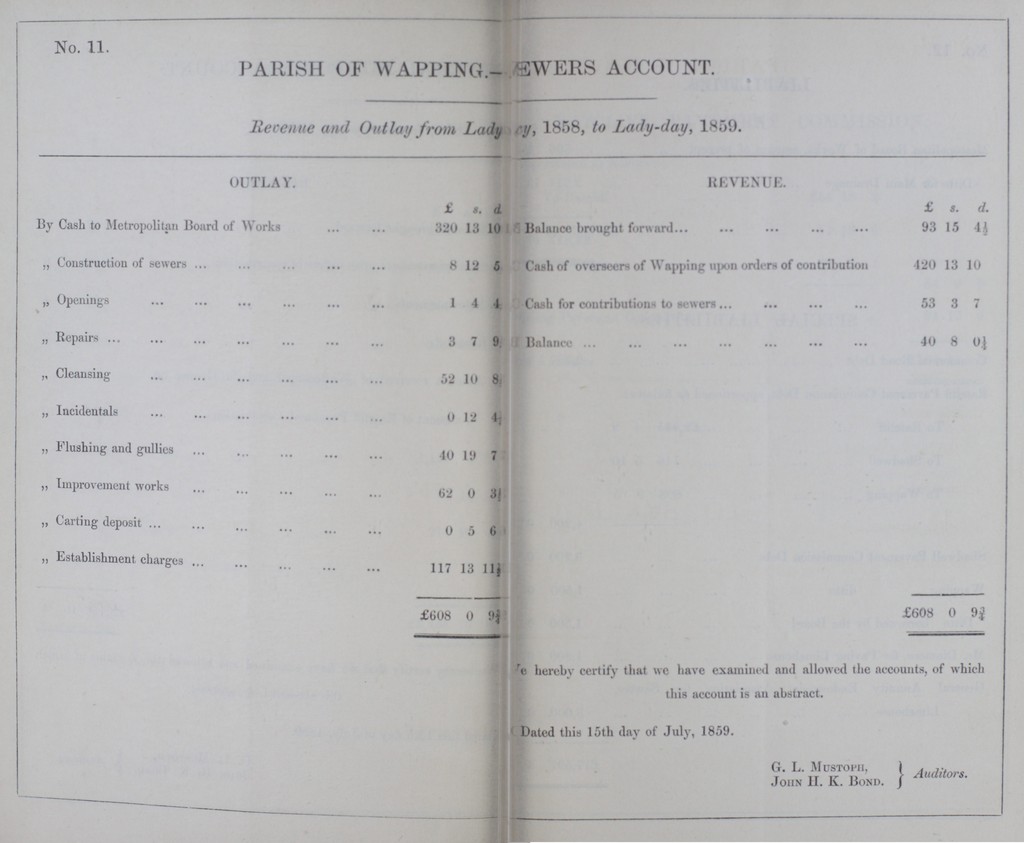 No. 11.
PARISH OF WAPPING.—SEWERS ACCOUNT.
Revenue and Outlay from Lady-day, 1858, to Lady-day, 1859.
OUTLAY.
£ s. d.
By Cash to Metropolitan Board of Works ... ... 320 13 10
„ Construction of sewers ... ... ... ... ... 8 12 5
„ Openings ... ... ... ... ... ... 1 4 4
„ Repairs ... ... ... ... ... ... ... 3 7 9
„ Cleansing ... ... ... ... ... ... 52 10 8
„ Incidentals ... ... ... ... ... ... 0 12 4
„ Flushing and gullies ... ... ... ... ... 40 19 7
„ Improvement works ... ... ... ... ... 62 0 3
„ Carting deposit ... ... ... ... ... ... 0 5 6
„ Establishment charges ... ... ... ... ... 117 13 11
£608 0 9¾
REVENUE.
£ s. d.
Balance brought forward... ... ... ... ... 93 15 4½
Cash of overseers of Wapping upon orders of contribution 420 13 10
Cash for contributions to sewers ... ... ... ... 53 3 7
Balance ... ... ... ... ... ... ... 40 8 0¼
£608 0 9¾
We hereby certify that we have examined and allowed the accounts, of which
this account is an abstract.
Dated this 15th day of July, 1859.
G. L. MUSTOPH,
JOHN H. K. BOND. } Auditors.